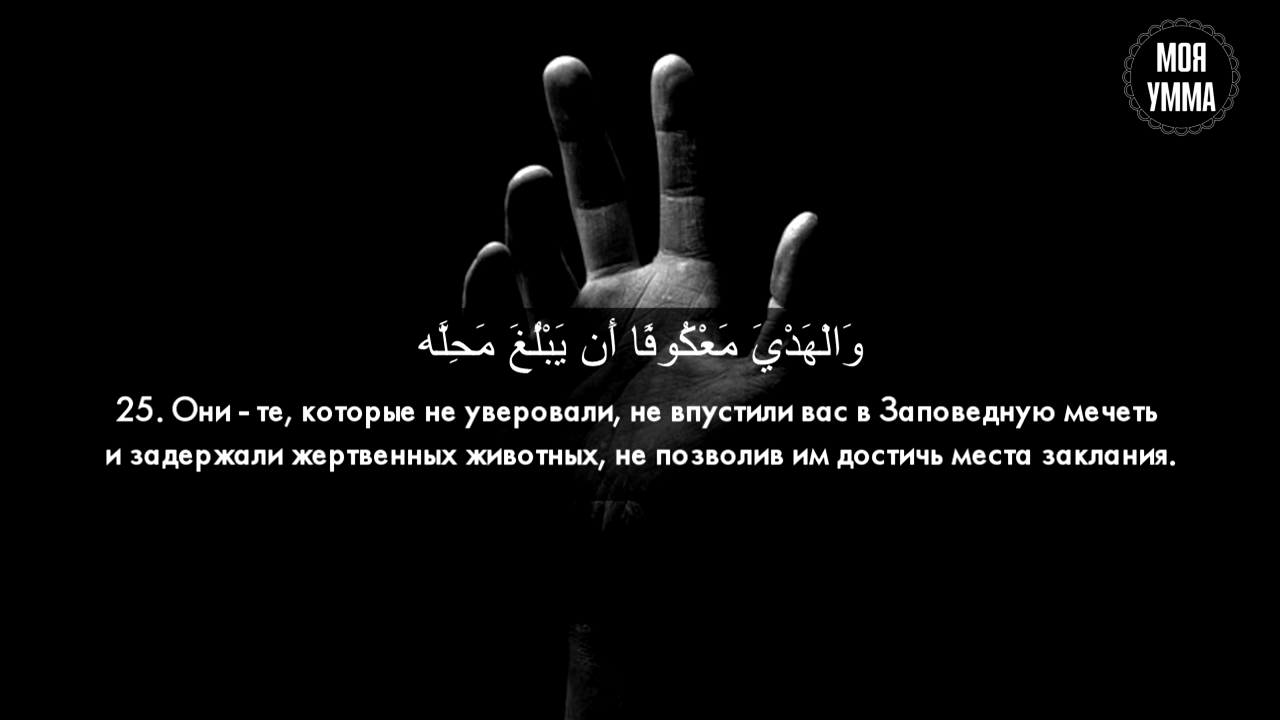 МОЯ
УММА
وَالْهَدْيَ مَعْكُوفًا أَن يَبْلُغَ مَحِلَّه
25. Они - те, которые не уверовали, не впустили вас в Заповедную мечеть
и задержали жертвенных животных, не позволив им достичь места заклания.